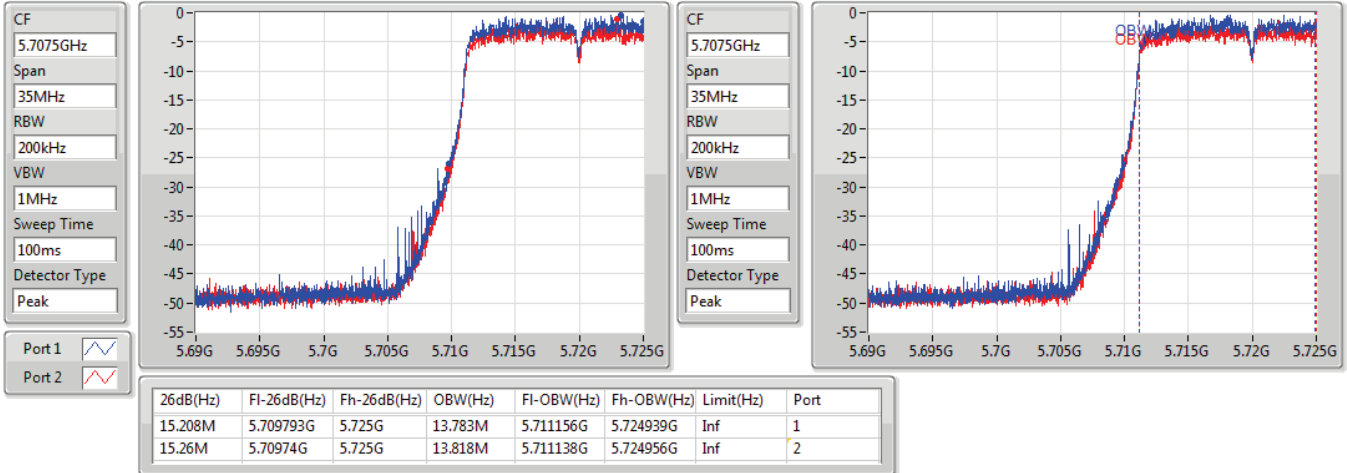 CF
5.7075GHz
Span
35MHz
RBW
200kHz
VBW
1MHz
Sweep Time
100ms
Detector Type
Peak
Port 1
Port 2
0
-5
-10
-15
-20
-25
-30
-35
-40
-45
-50
-55
5.69G 5.695G 5.7G 5.705G 5.71G 5.715G 5.72G 5.725G
CF
5.7075GHz
Span
35MHz
RBW
200kHz
VBW
1MHz
Sweep Time
100ms
Detector Type
Peak
0
-5
-10
-15
-20
-25
-30
-35
-40
-45
-50
-55
OBW
OBW
5.69G 5.695G 5.7G 5.705G 5.71G 5.715G 5.72G 5.725G
26dB(Hz) Fl-26dB(Hz) Fh-26dB(Hz) OBW(Hz) Fl-OBW(Hz) Fh-OBW(Hz) Limit(Hz) Port
15.208M 5.709793G 5.725G 13.783M 5.711156G 5.724939G Inf 1
15.26M 5.70974G 5.725G 13.818M 5.711138G 5.724956G Inf 2